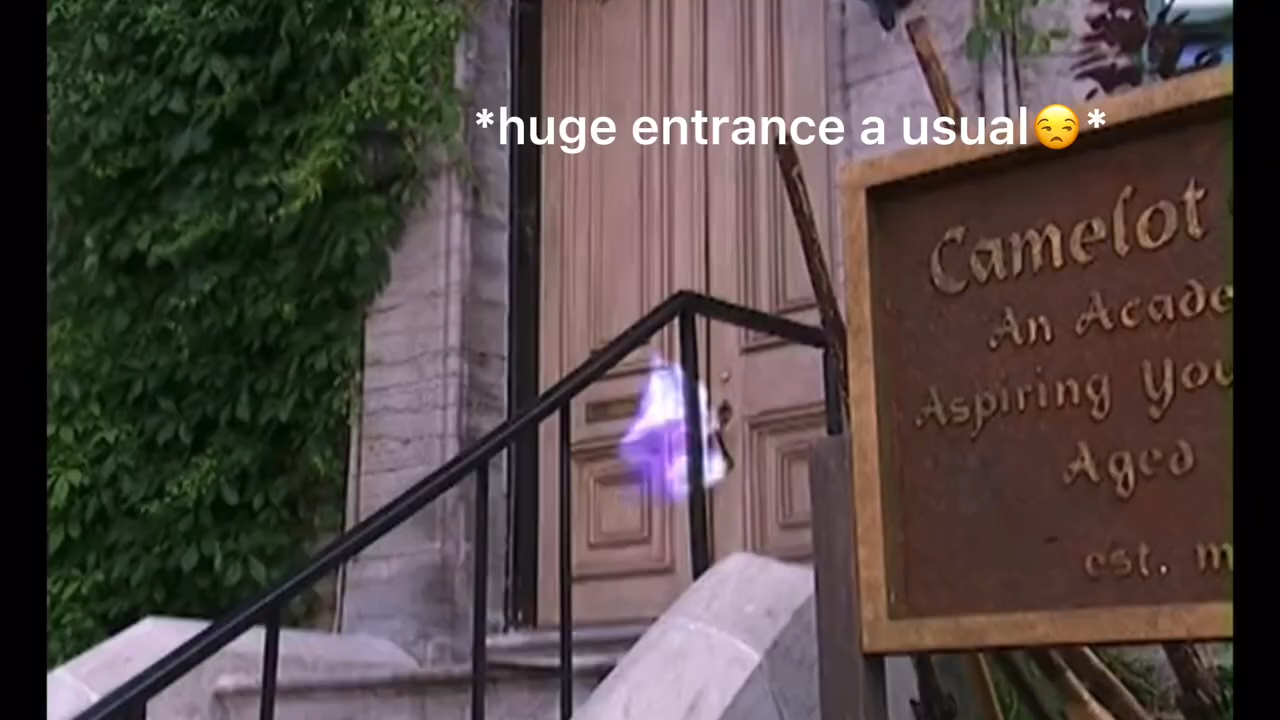 *huge entrance a usual😒*
Camelot
An Acade
Aspiring You
Aged
est. m